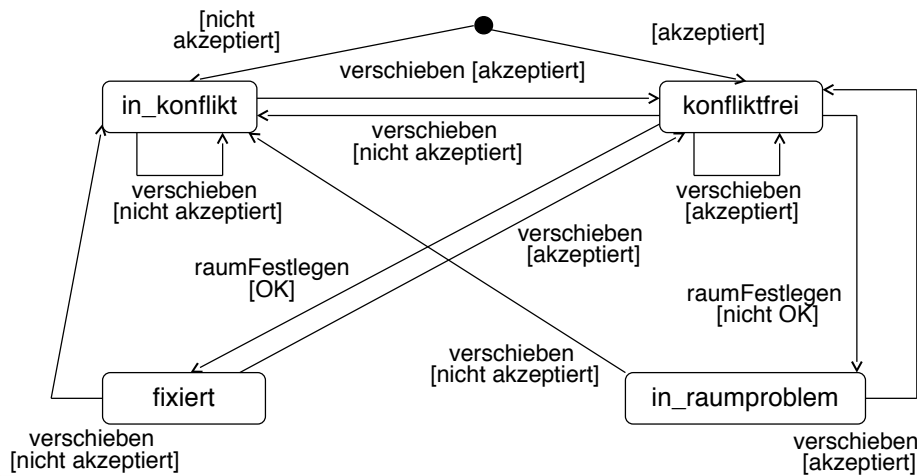 [nicht
akzeptiert]
[akzeptiert]
verschieben [akzeptiert]
in_konflikt
konfliktfrei
verschieben
[nicht akzeptiert]
verschieben
[nicht akzeptiert]
verschieben
[akzeptiert]
verschieben
[akzeptiert]
raumFestlegen
[OK]
raumFestlegen
[nicht OK]
verschieben
[nicht akzeptiert]
fixiert
in_raumproblem
verschieben
[nicht akzeptiert]
verschieben
[akzeptiert]